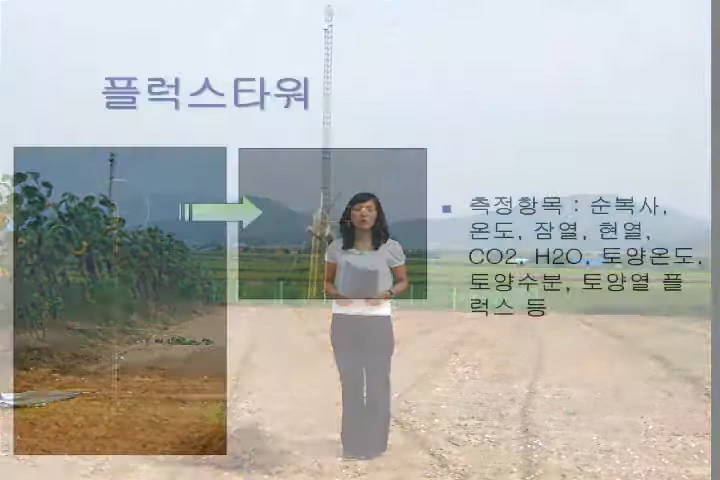 플럭스타워
측정항목 : 순복사,
온도, 잠열, 현열,
CO2, H2O, 토양온도,
토양수분, 토양열 플
럭스 등